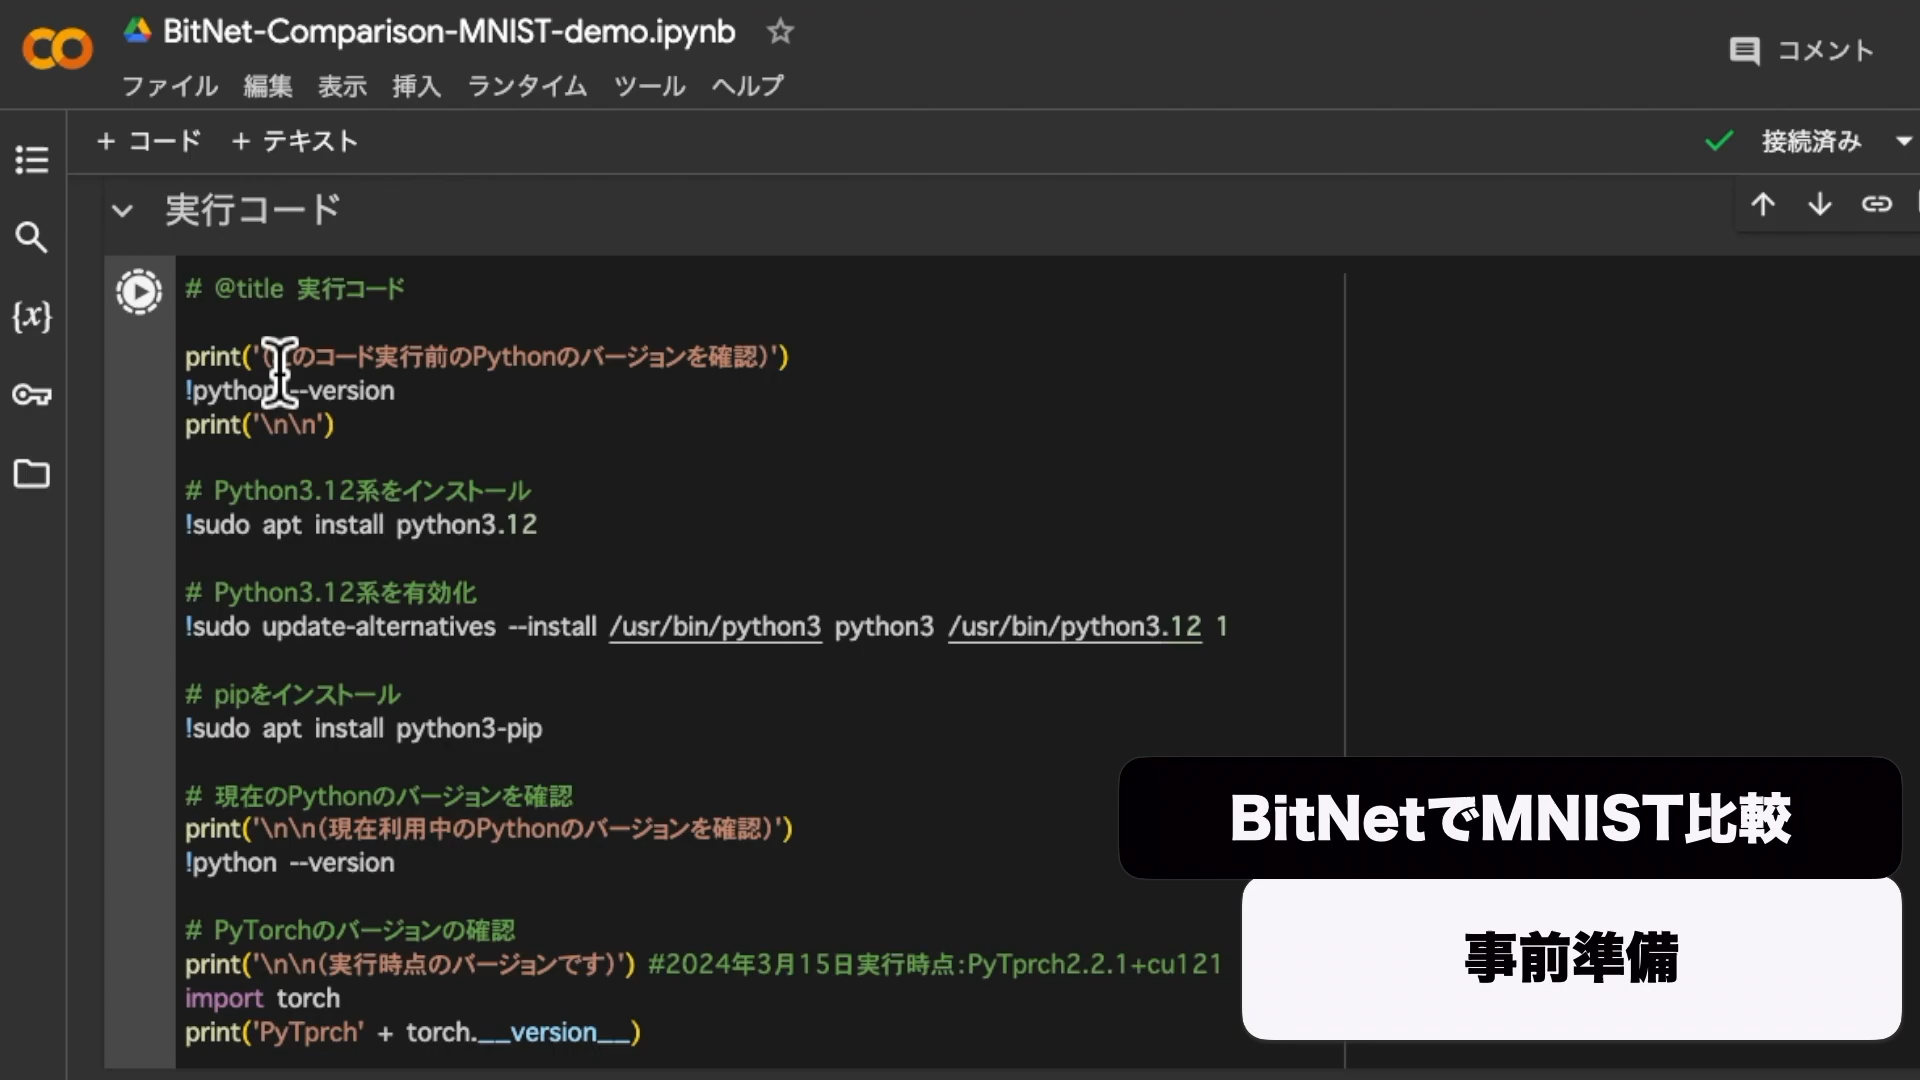 BitNet-Comparison-MNIST-demo.ipynb
コメント
ファイル 編集 表示 挿入 ランタイム ツール ヘルプ
+ コード + テキスト
接続済み
実行コード
# @title 実行コード
print('(のコード実行前のPythonのバージョンを確認)')
!python --version
print('\n\n')
# Python3.12系をインストール
!sudo apt install python3.12
# Python3.12系を有効化
!sudo update-alternatives --install /usr/bin/python3 python3 /usr/bin/python3.12 1
# pipをインストール
!sudo apt install python3-pip
# 現在のPythonのバージョンを確認
print('\n\n(現在利用中のPythonのバージョンを確認)')
!python --version
# PyTorchのバージョンの確認
print('\n\n(実行時点のバージョンです)') #2024年3月15日実行時点:PyTprch2.2.1+cu121
import torch
print('PyTprch' + torch.__version__)
BitNetでMNIST比較
事前準備